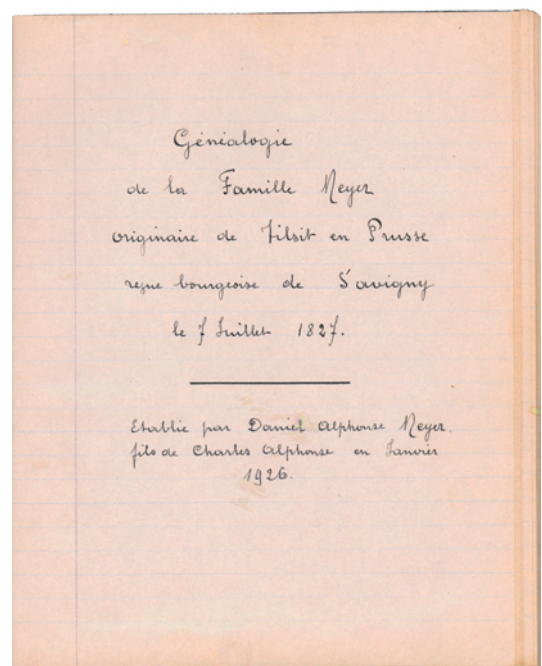 Généalogie
de la Famille Meyer
originaire de Tilsit en Prusse
reçue bourgeoise de Savigny
le 7 Juillet 1827.
Etablie par Daniel Alphonse Meyer.
fils de Charles Alphonse en Janvier
1926.